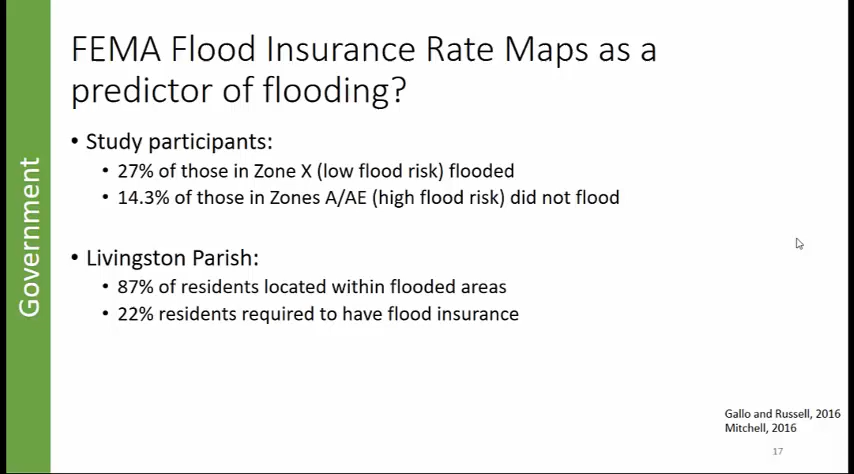 FEMA Flood Insurance Rate Maps as a
predictor of flooding?
• Study participants:
• 27% of those in Zone X (low flood risk) flooded
• 14.3% of those in Zones A/AE (high flood risk) did not flood
• Livingston Parish:
• 87% of residents located within flooded areas
• 22% residents required to have flood insurance
Government
Gallo and Russell, 2016
Mitchell, 2016
17